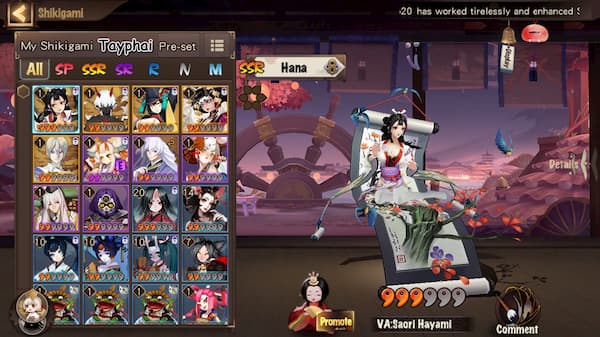 Shikigami
20 has worked tirelessly and enhanced S
My Shikigami Tayphai Pre-set
All SP SSR SR R N M
SSR Hana
Display
Details
Promote
VA:Saori Hayami
Comment